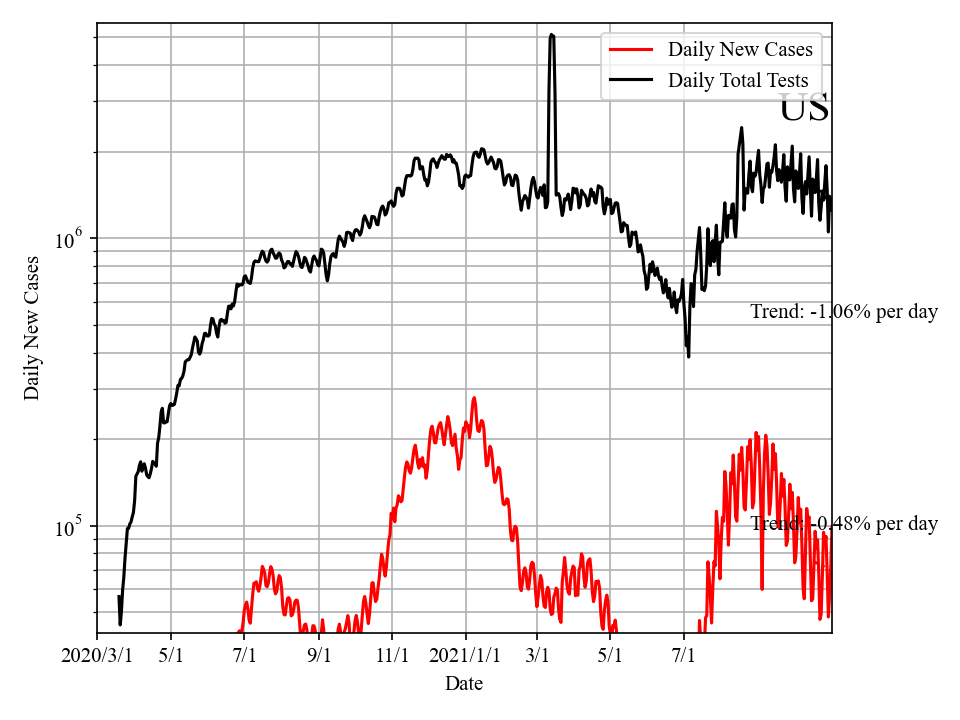 Daily New Cases
Daily Total Tests
US
10^6
Trend: -1.06% per day
Daily New Cases
10^5
Trend: -0.48% per day
2020/3/1 5/1 7/1 9/1 11/1 2021/1/1 3/1 5/1 7/1
Date